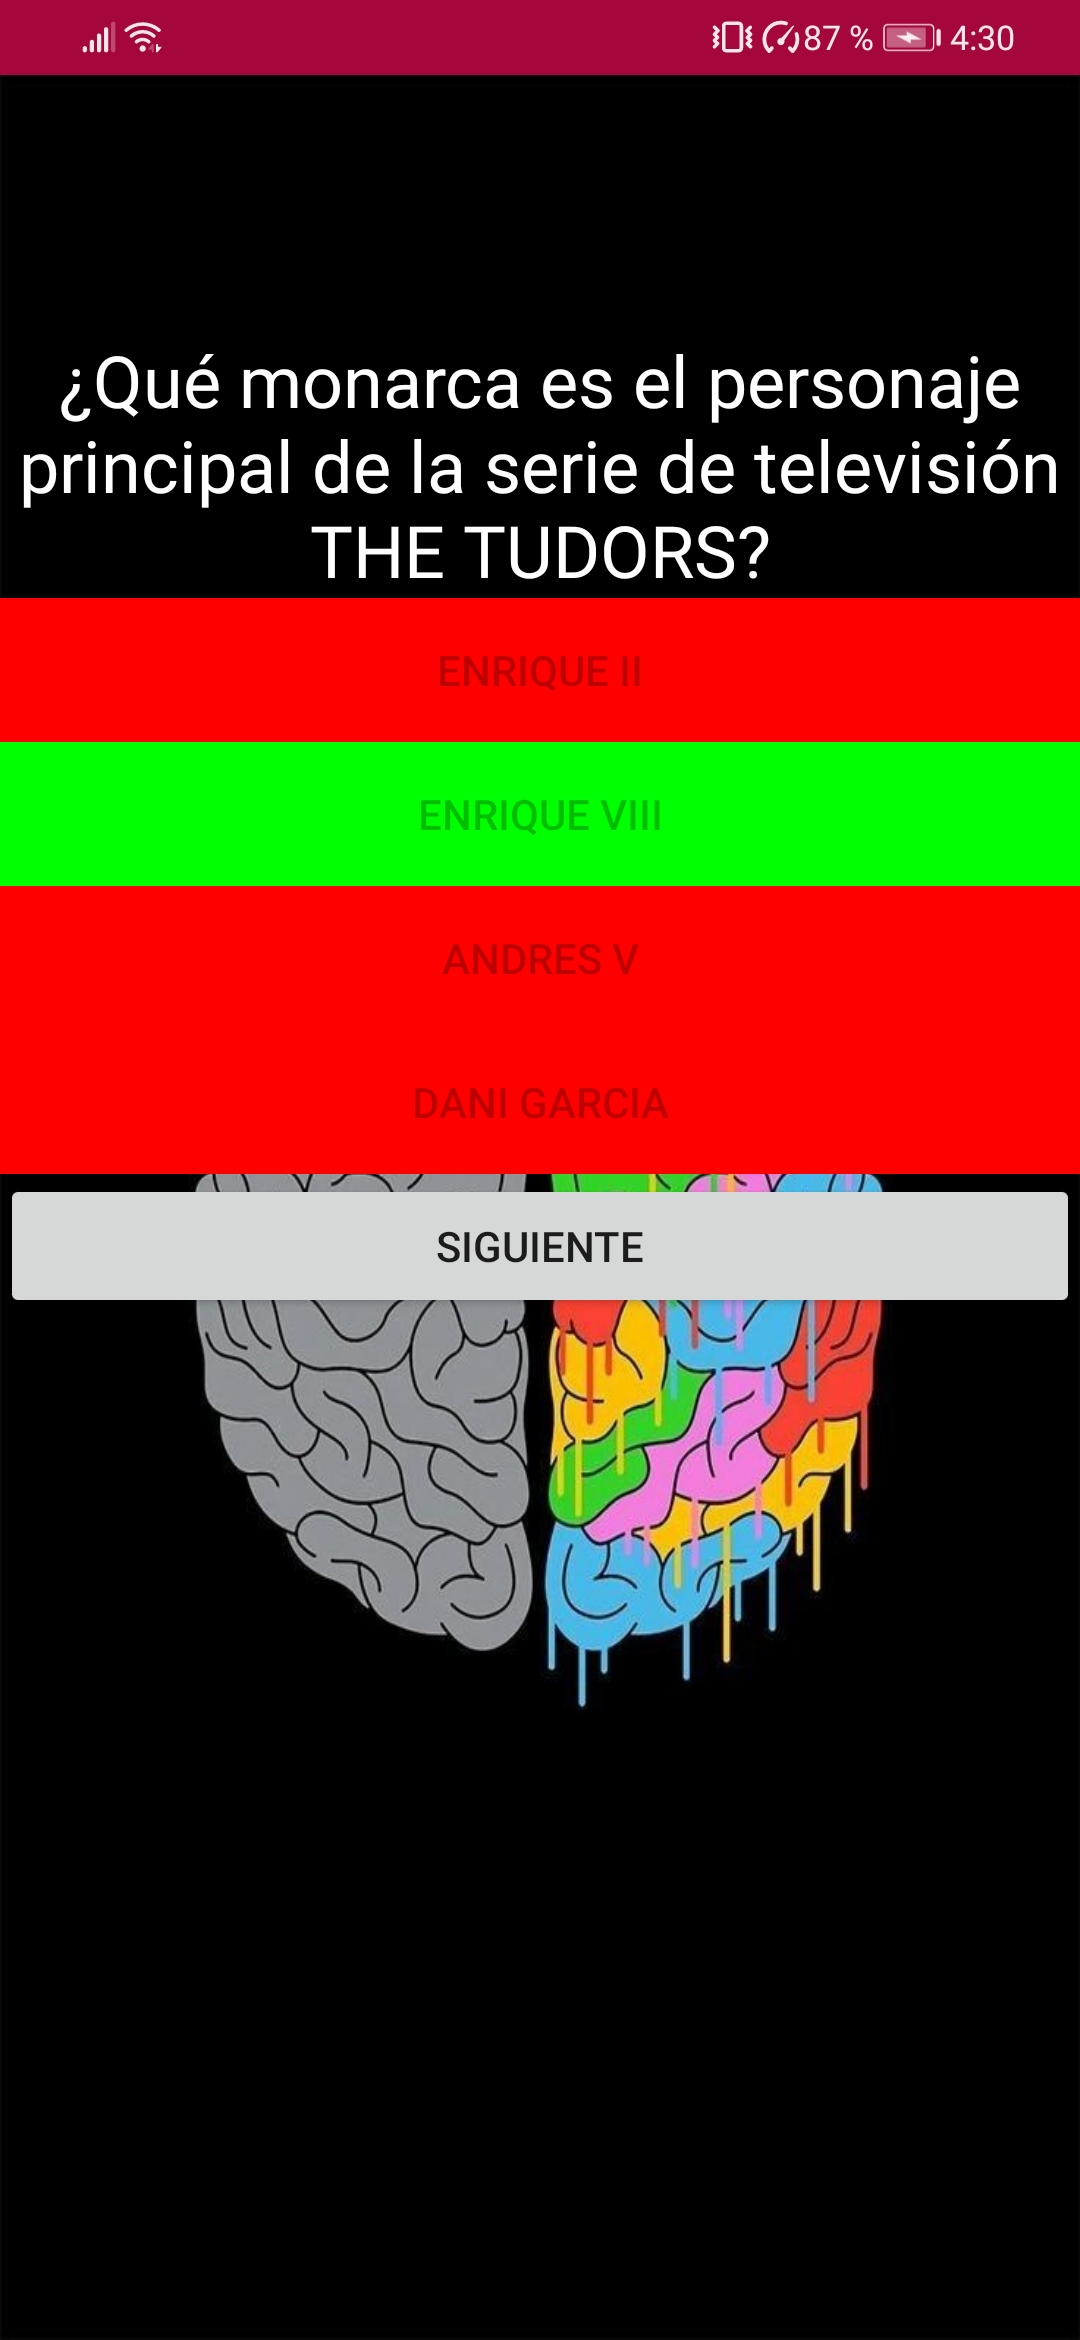 87 % 4:30
¿Qué monarca es el personaje
principal de la serie de televisión
THE TUDORS?
ENRIQUE II
ENRIQUE VIII
ANDRES V
DANI GARCIA
SIGUIENTE